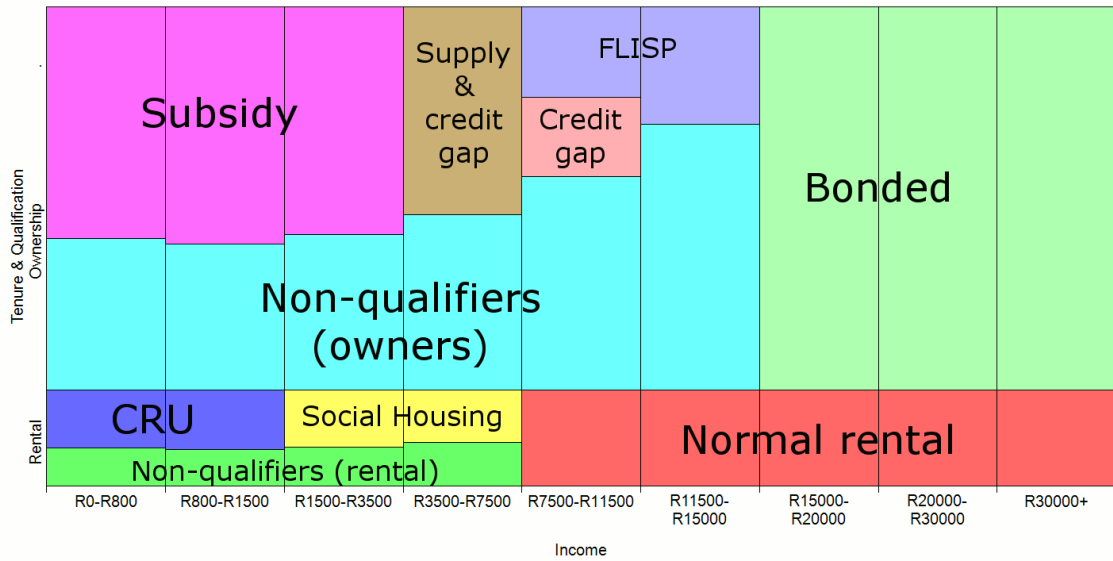 Supply
&
credit
gap
FLISP
Subsidy
Credit
gap
Bonded
Tenure & Qualification
Ownership
Non-qualifiers
(owners)
CRU
Social Housing
Rental
Normal rental
Non-qualifiers (rental)
R0-R800
R800-R1500
R1500-R3500
R3500-R7500
R7500-R11500
R11500-
R15000
R15000-
R20000
R20000-
R30000
R30000+
Income